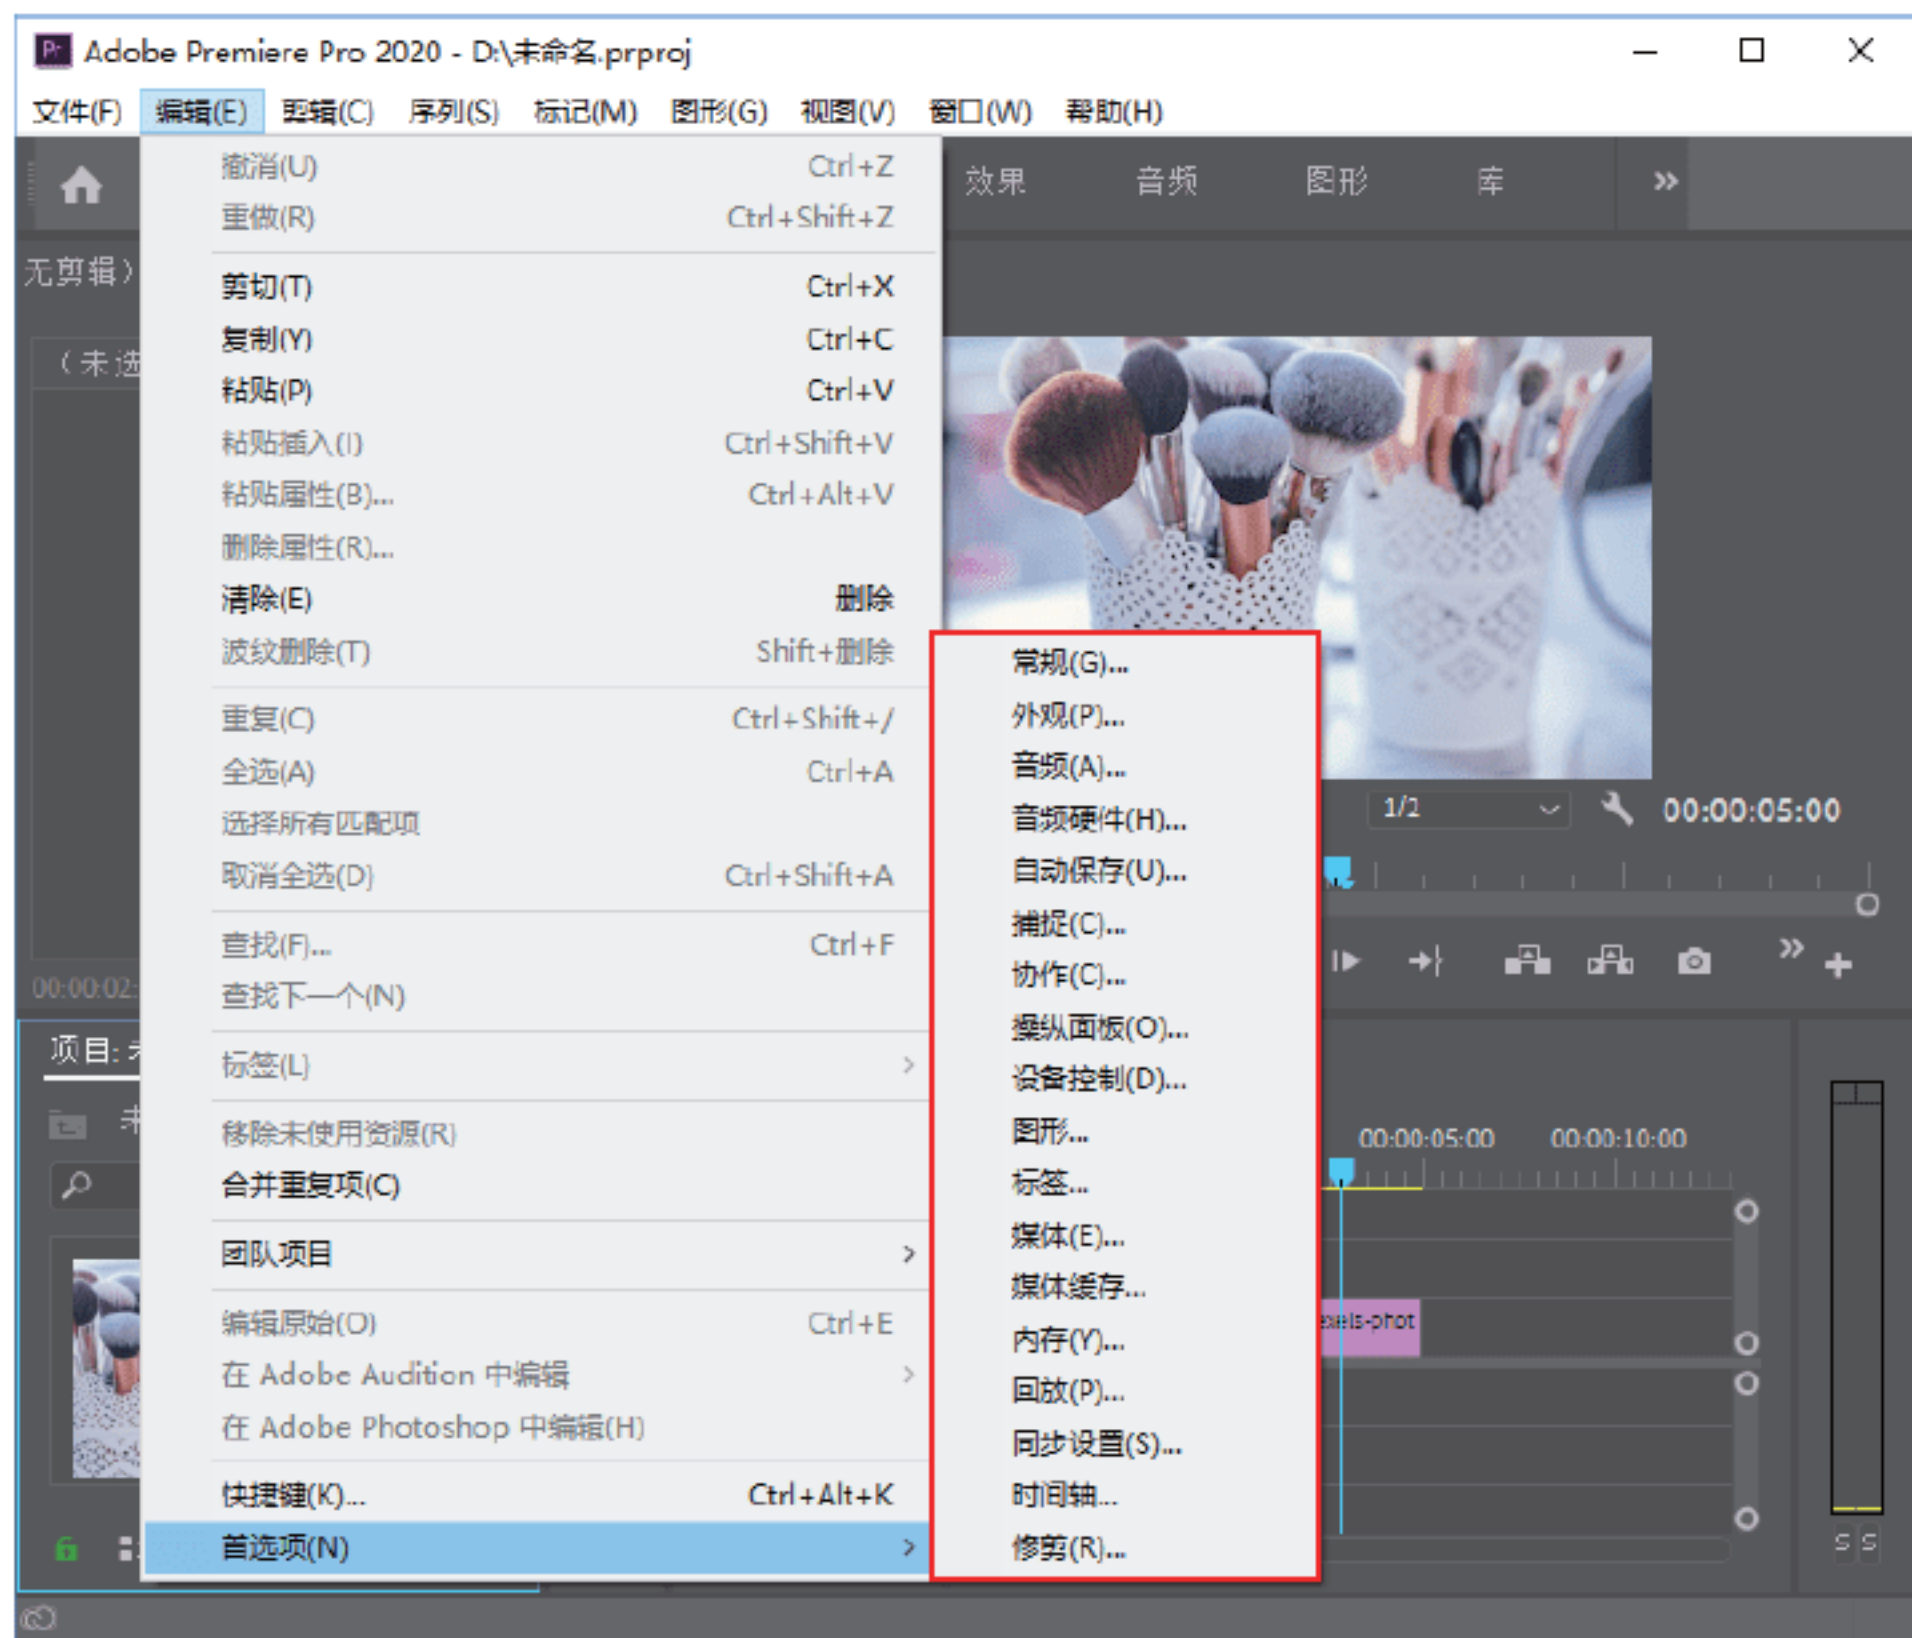 Pr Adobe Premiere Pro 2020 - D:\未命名.prproj
文件(F) 编辑(E) 剪辑(C) 序列(S) 标记(M) 图形(G) 视图(V) 窗口(W) 帮助(H)
效果 音频 图形 库
无剪辑）
（未选
撤消(U) Ctrl+Z
重做(R) Ctrl+Shift+Z
剪切(T) Ctrl+X
复制(Y) Ctrl+C
粘贴(P) Ctrl+V
粘贴插入(I) Ctrl+Shift+V
粘贴属性(B)... Ctrl+Alt+V
删除属性(R)...
清除(E) 删除
波纹删除(T) Shift+删除
重复(C) Ctrl+Shift+/
全选(A) Ctrl+A
选择所有匹配项
取消全选(D) Ctrl+Shift+A
查找(F)... Ctrl+F
查找下一个(N)
标签(L)
移除未使用资源(R)
合并重复项(C)
团队项目
编辑原始(O) Ctrl+E
在 Adobe Audition 中编辑
在 Adobe Photoshop 中编辑(H)
快捷键(K)... Ctrl+Alt+K
首选项(N)
常规(G)...
外观(P)...
音频(A)...
音频硬件(H)...
自动保存(U)...
捕捉(C)...
协作(C)...
操纵面板(O)...
设备控制(D)...
图形...
标签...
媒体(E)...
媒体缓存...
内存(Y)...
回放(P)...
同步设置(S)...
时间轴...
修剪(R)...
1/2 00:00:05:00
00:00:02:
项目:
00:00:05:00 00:00:10:00
exels-phot
S S